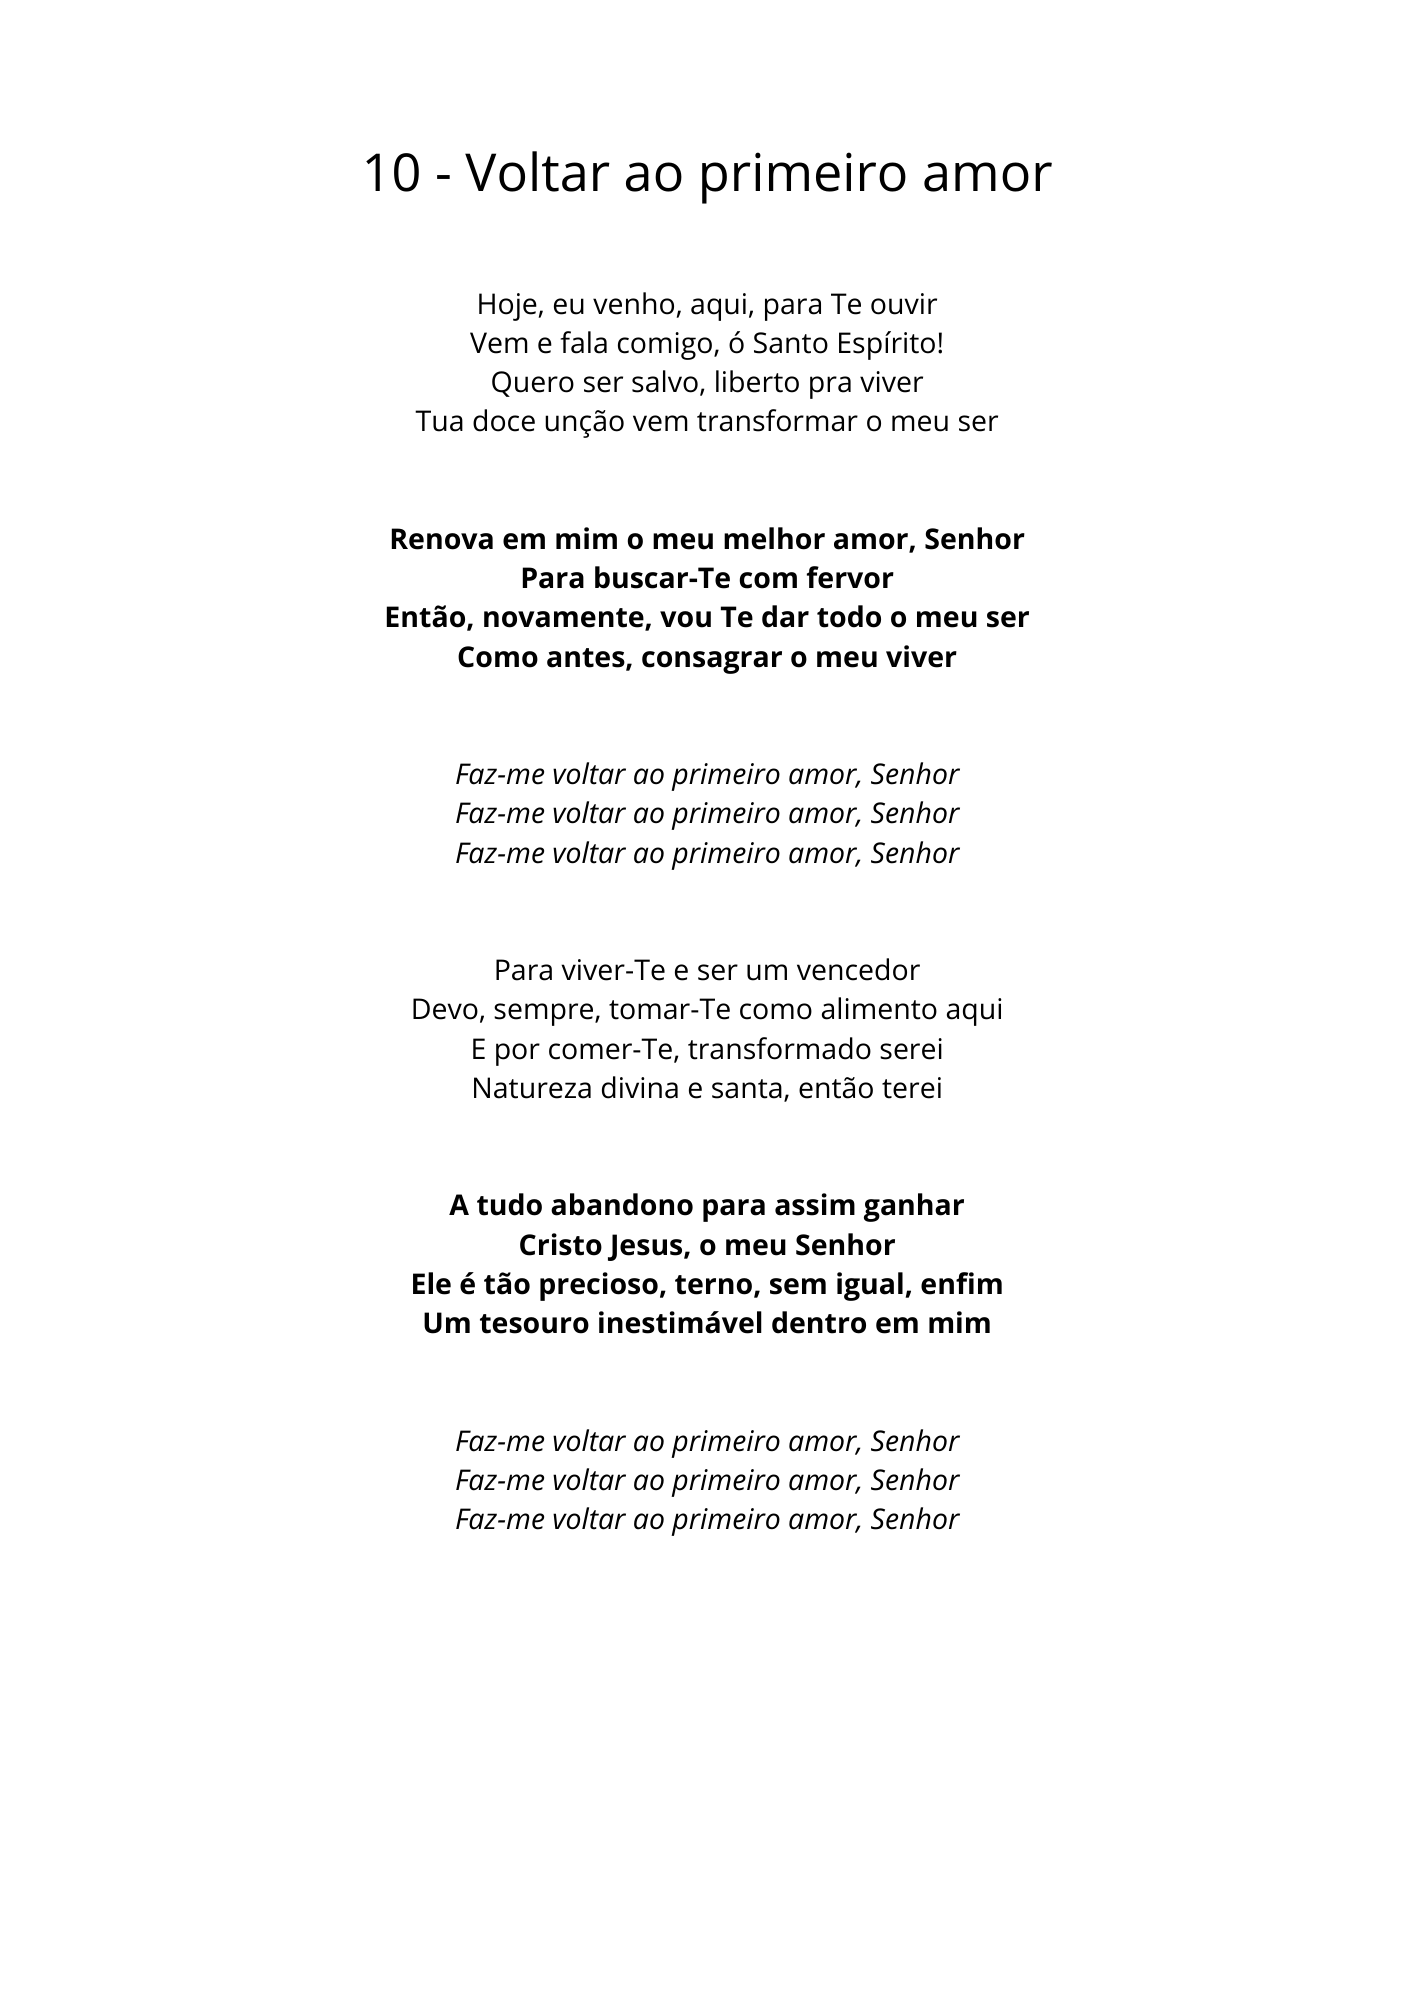 10 - Voltar ao primeiro amor
Hoje, eu venho, aqui, para Te ouvir
Vem e fala comigo, ó Santo Espírito!
Quero ser salvo, liberto pra viver
Tua doce unção vem transformar o meu ser
Renova em mim o meu melhor amor, Senhor
Para buscar-Te com fervor
Então, novamente, vou Te dar todo o meu ser
Como antes, consagrar o meu viver
Faz-me voltar ao primeiro amor, Senhor
Faz-me voltar ao primeiro amor, Senhor
Faz-me voltar ao primeiro amor, Senhor
Para viver-Te e ser um vencedor
Devo, sempre, tomar-Te como alimento aqui
E por comer-Te, transformado serei
Natureza divina e santa, então terei
A tudo abandono para assim ganhar
Cristo Jesus, o meu Senhor
Ele é tão precioso, terno, sem igual, enfim
Um tesouro inestimável dentro em mim
Faz-me voltar ao primeiro amor, Senhor
Faz-me voltar ao primeiro amor, Senhor
Faz-me voltar ao primeiro amor, Senhor